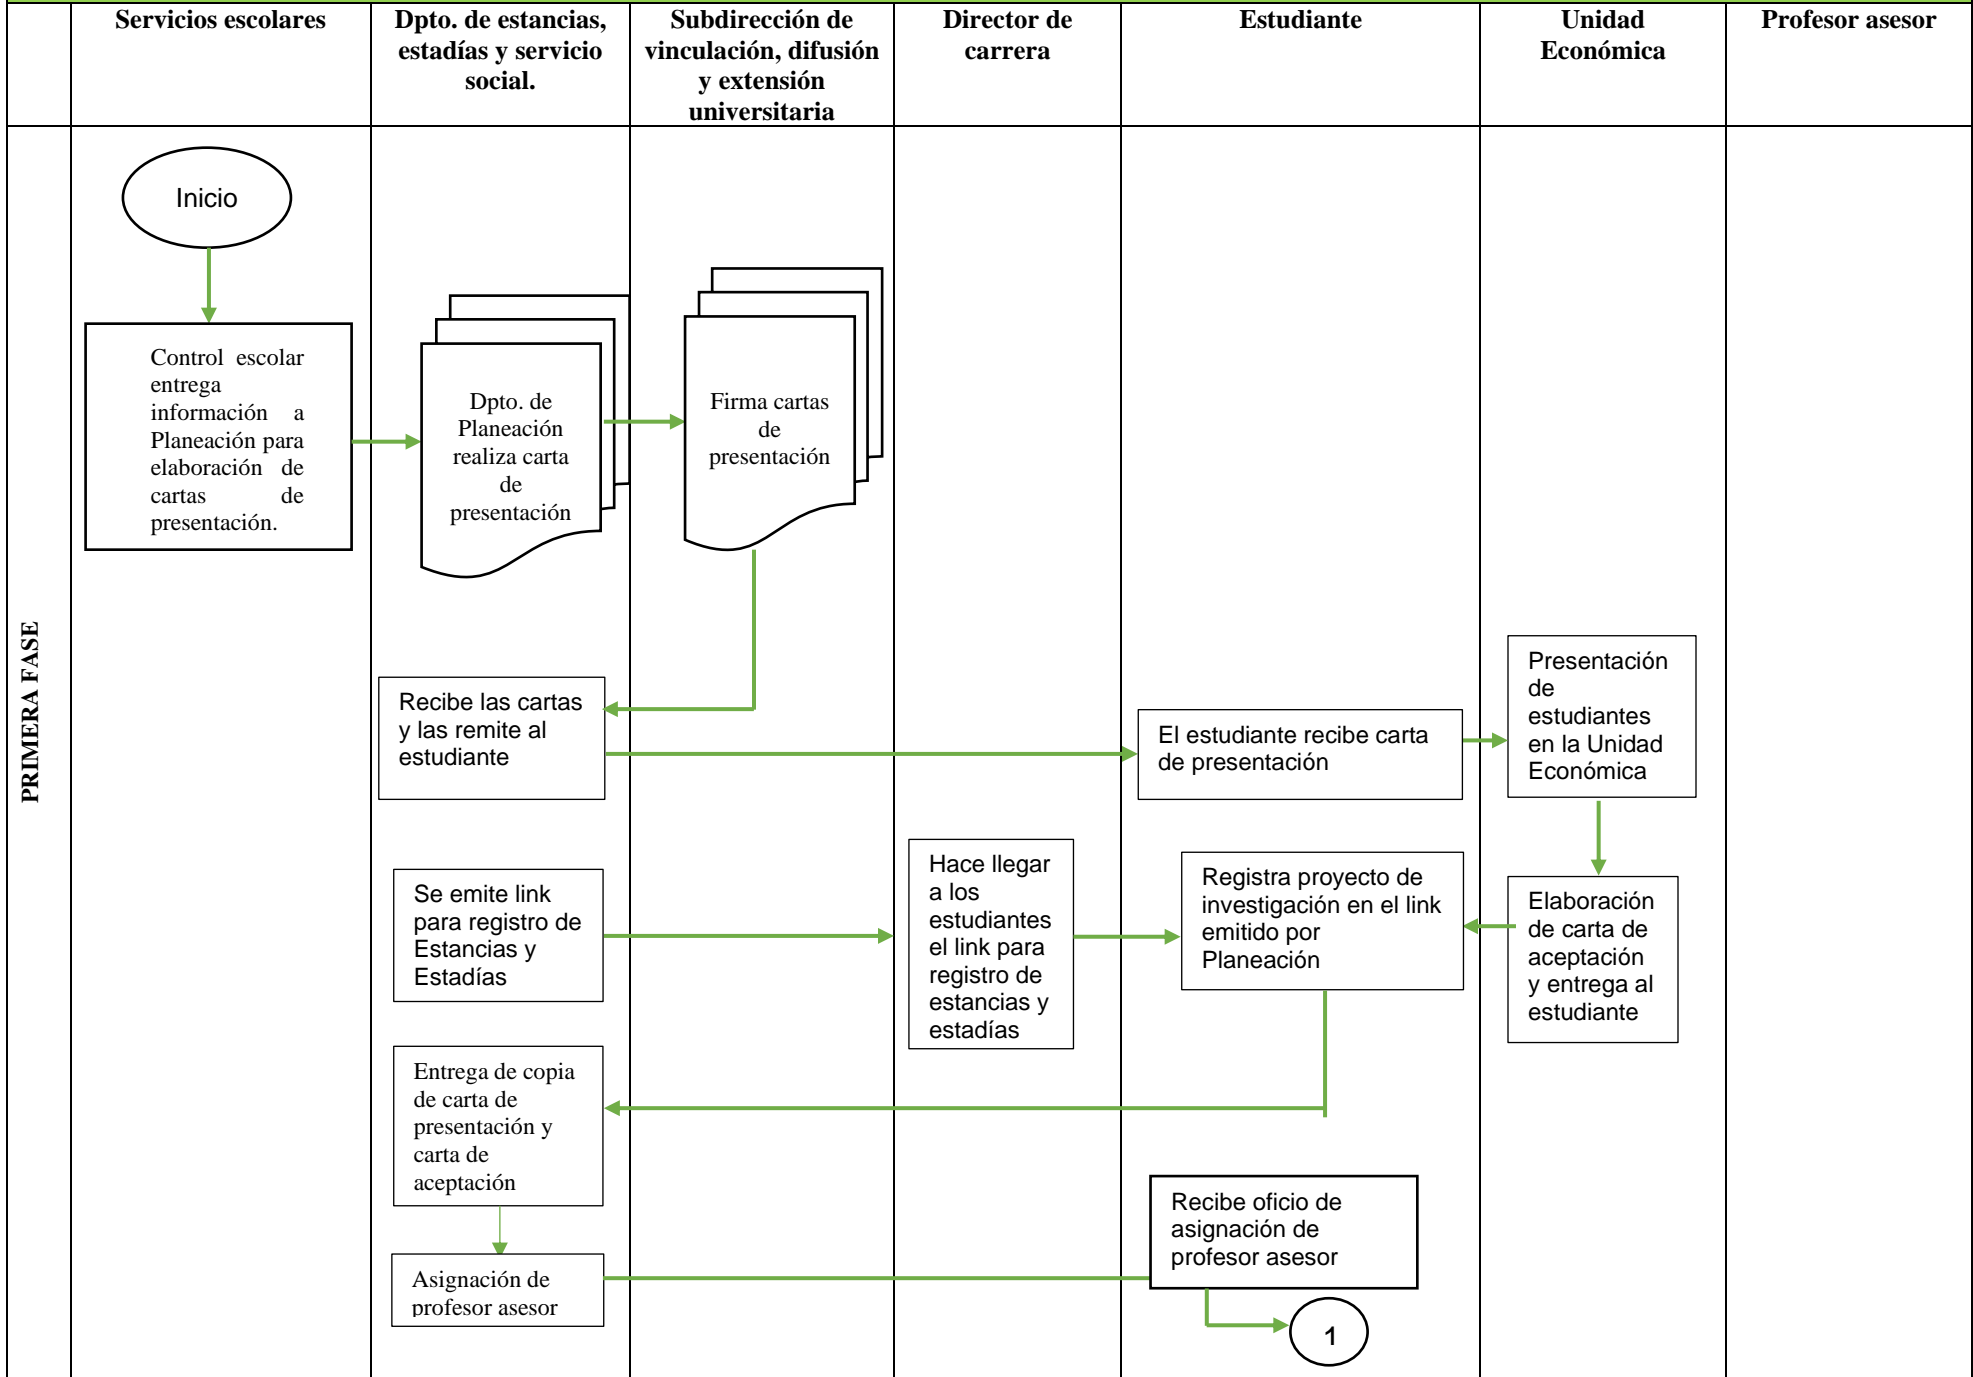 Servicios escolares
Dpto. de estancias,
estadías y servicio
social.
Subdirección de
vinculación, difusión
y extensión
universitaria
Director de
carrera
Estudiante
Unidad
Económica
Profesor asesor
PRIMERA FASE
Inicio
Control escolar
entrega
información a
Planeación para
elaboración de
cartas de
presentación.
Dpto. de
Planeación
realiza carta
de
presentación
Firma cartas
de
presentación
Recibe las cartas
y las remite al
estudiante
El estudiante recibe carta
de presentación
Presentación
de
estudiantes
en la Unidad
Económica
Se emite link
para registro de
Estancias y
Estadías
Hace llegar
a los
estudiantes
el link para
registro de
estancias y
estadías
Registra proyecto de
investigación en el link
emitido por
Planeación
Elaboración
de carta de
aceptación
y entrega al
estudiante
Entrega de copia
de carta de
presentación y
carta de
aceptación
Asignación de
profesor asesor
Recibe oficio de
asignación de
profesor asesor
1